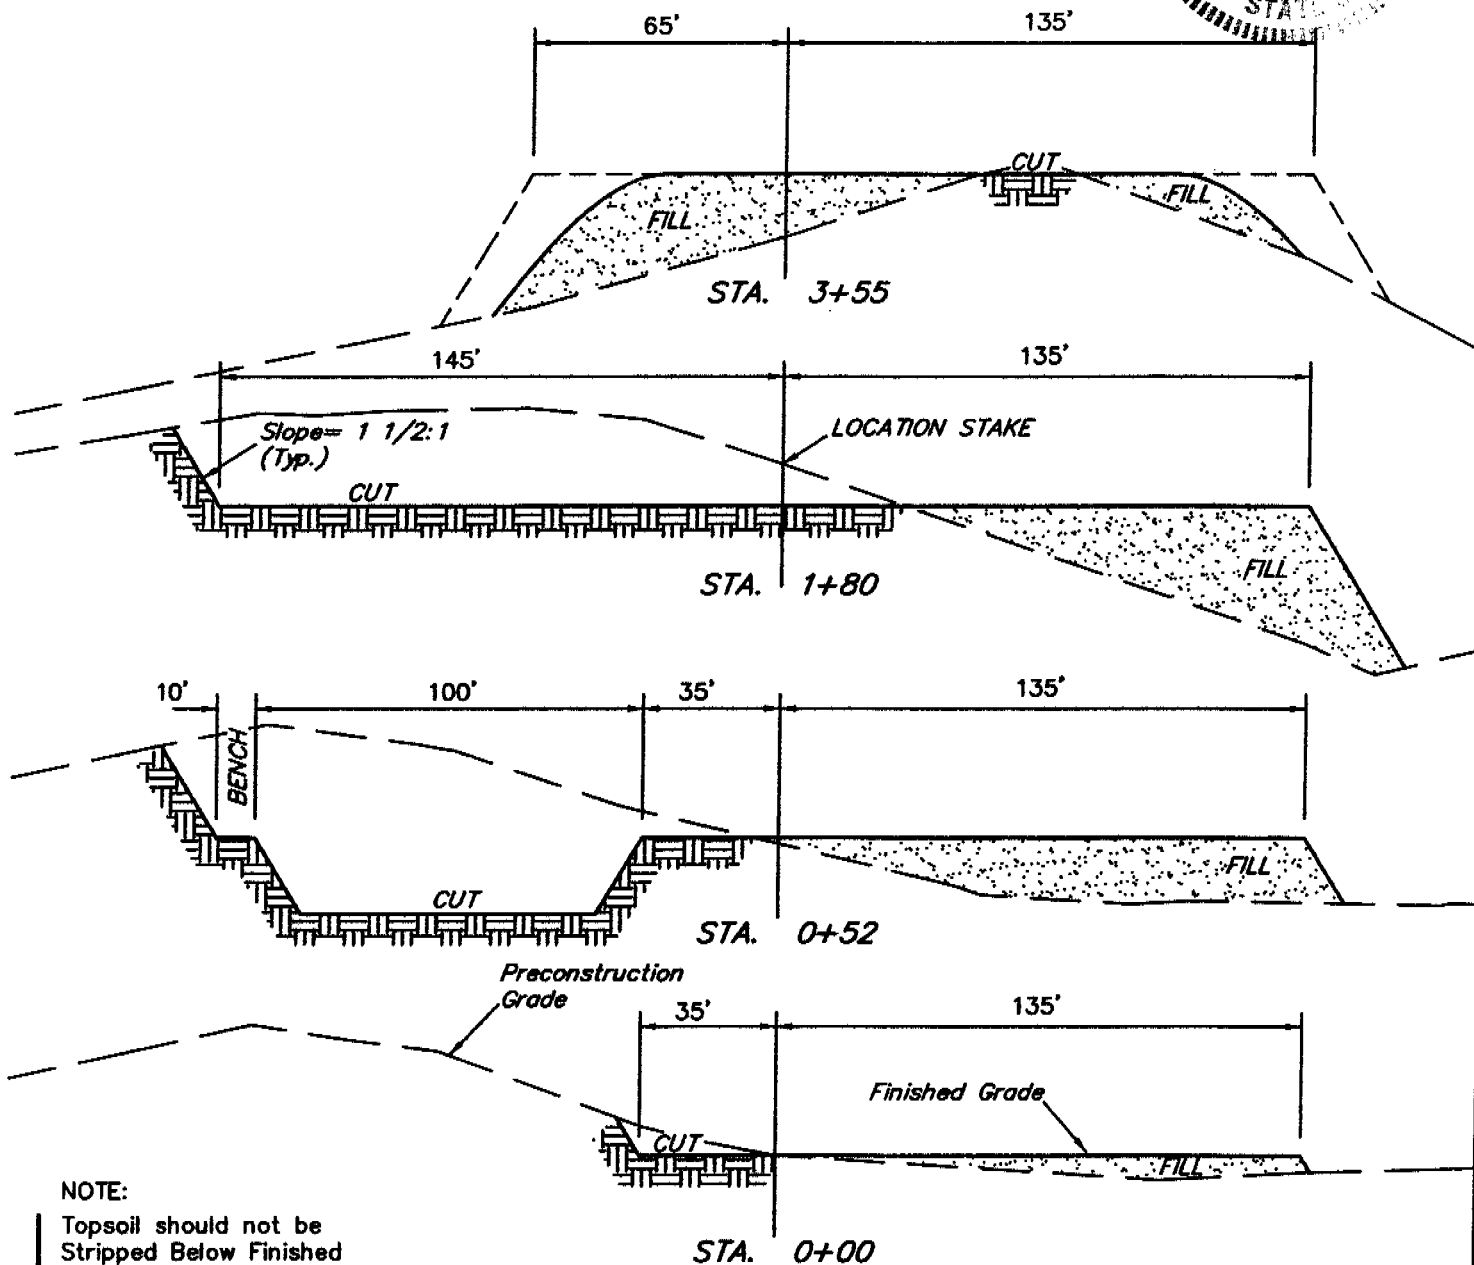 STATE
65' 135'
CUT
FILL
FILL
STA. 3+55
145' 135'
Slope= 1 1/2:1
(Typ.)
LOCATION STAKE
CUT
FILL
STA. 1+80
10' 100' 35' 135'
BENCH
CUT
FILL
STA. 0+52
Preconstruction
Grade
35' 135'
Finished Grade
CUT
FILL
STA. 0+00
NOTE:
Topsoil should not be
Stripped Below Finished